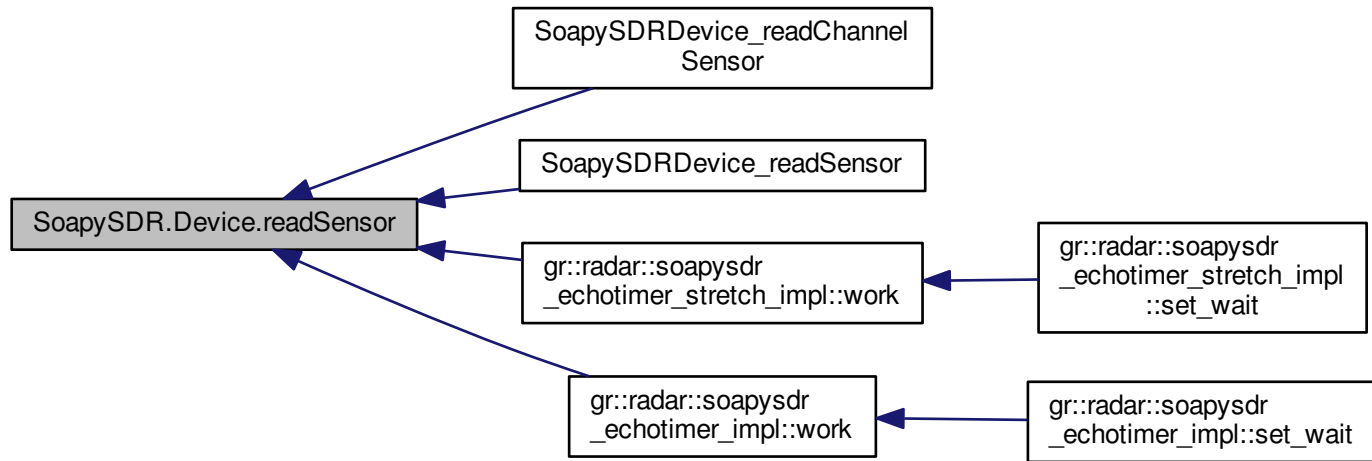 SoapySDRDevice_readChannel
Sensor
SoapySDRDevice_readSensor
SoapySDR.Device.readSensor
gr::radar::soapysdr
_echotimer_stretch_impl::work
gr::radar::soapysdr
_echotimer_stretch_impl
::set_wait
gr::radar::soapysdr
_echotimer_impl::work
gr::radar::soapysdr
_echotimer_impl::set_wait